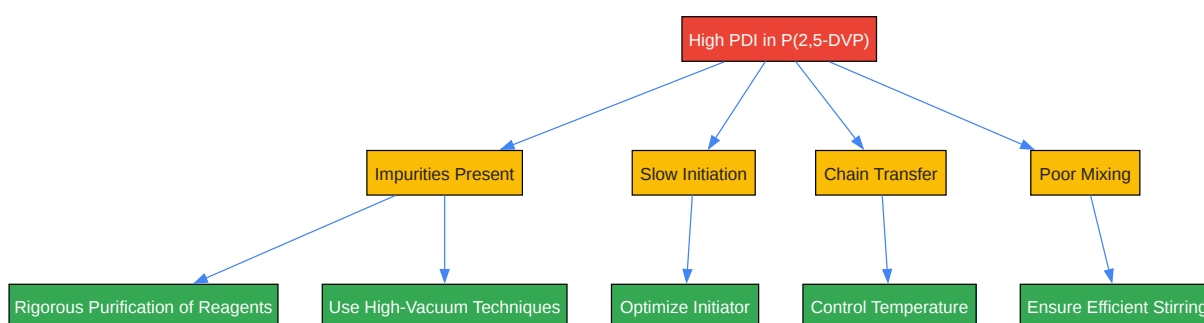 High PDI in P(2,5-DVP)
Impurities Present
Slow Initiation
Chain Transfer
Poor Mixing
Rigorous Purification of Reagents
Use High-Vacuum Techniques
Optimize Initiator
Control Temperature
Ensure Efficient Stirring